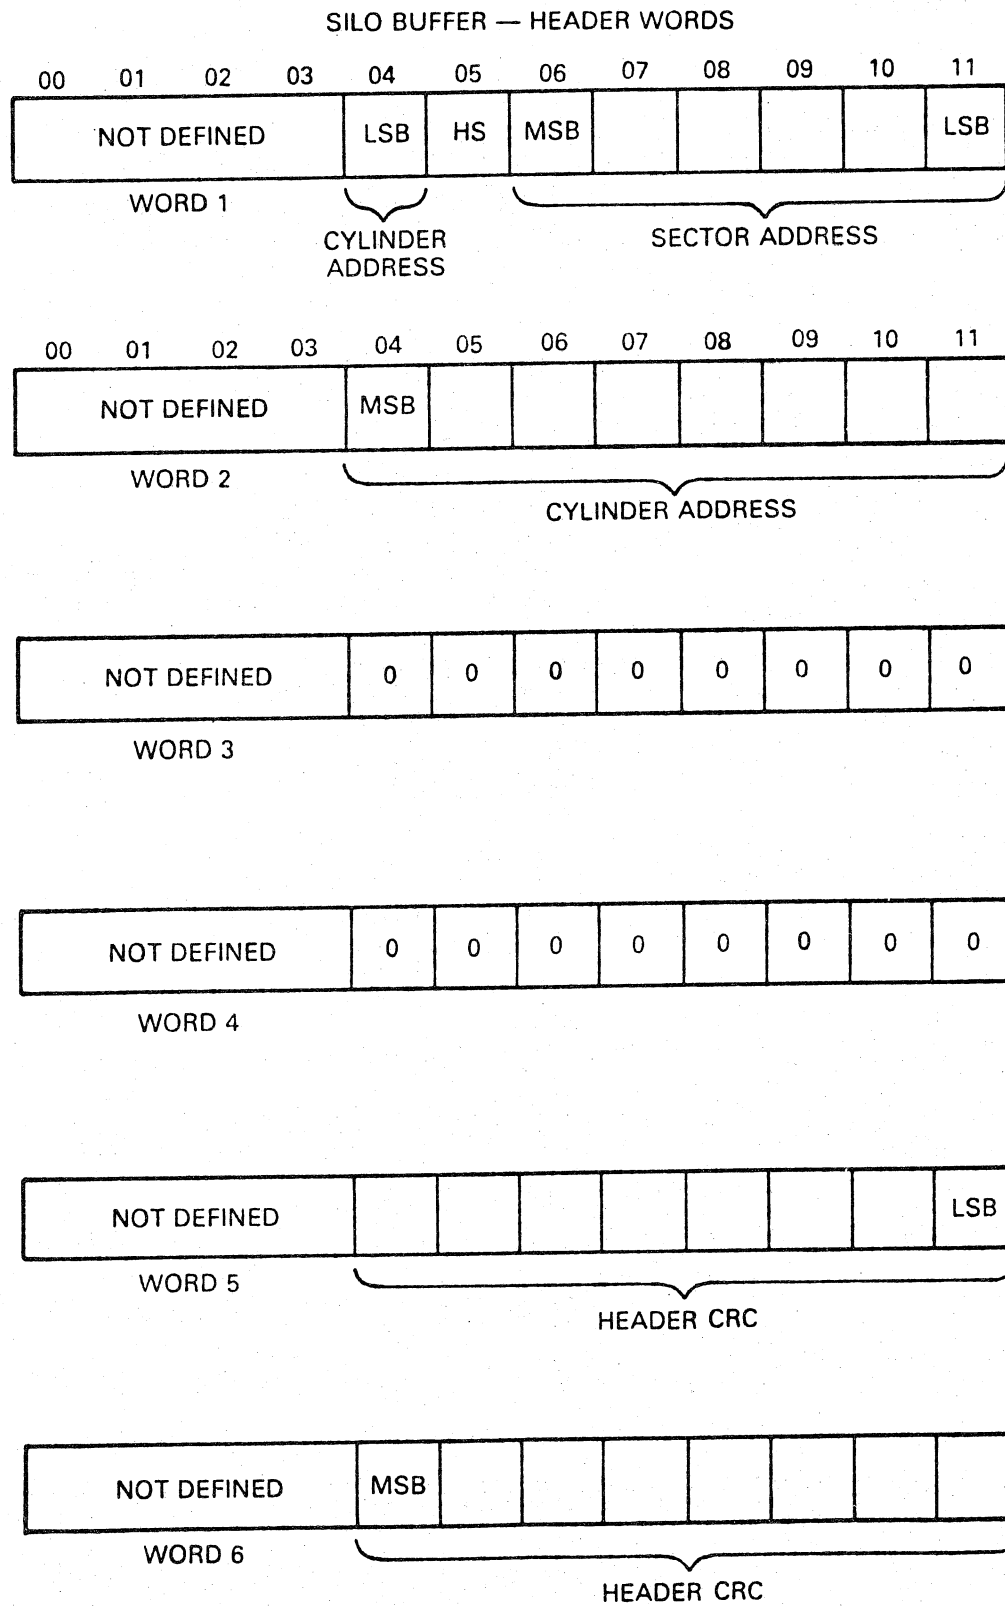 SILO BUFFER — HEADER WORDS
00 01 02 03 04 05 06 07 08 09 10 11
NOT DEFINED LSB HS MSB LSB
WORD 1
CYLINDER
ADDRESS
SECTOR ADDRESS
00 01 02 03 04 05 06 07 08 09 10 11
NOT DEFINED MSB
WORD 2
CYLINDER ADDRESS
NOT DEFINED 0 0 0 0 0 0 0 0
WORD 3
NOT DEFINED 0 0 0 0 0 0 0 0
WORD 4
NOT DEFINED LSB
WORD 5
HEADER CRC
NOT DEFINED MSB
WORD 6
HEADER CRC